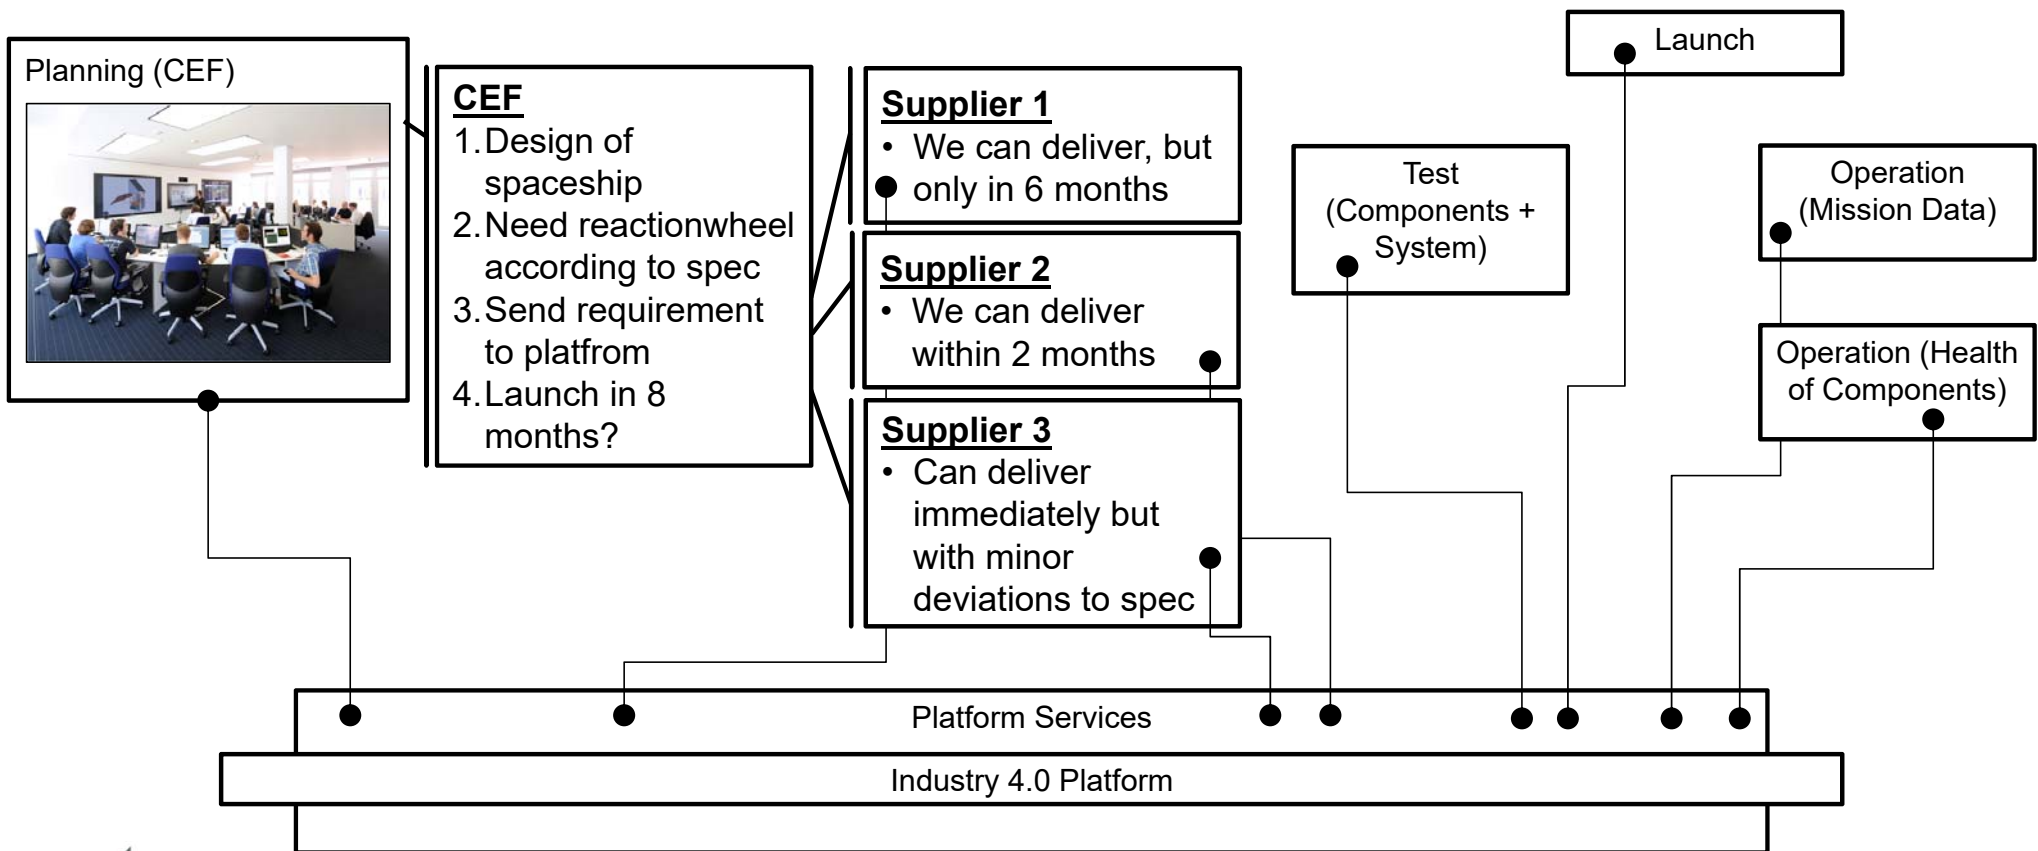 Planning (CEF)
CEF
1. Design of
spaceship
2. Need reactionwheel
according to spec
3. Send requirement
to platfrom
4. Launch in 8
months?
Supplier 1
• We can deliver, but
only in 6 months
Supplier 2
• We can deliver
within 2 months
Supplier 3
• Can deliver
immediately but
with minor
deviations to spec
Test
(Components +
System)
Launch
Operation
(Mission Data)
Operation (Health
of Components)
Platform Services
Industry 4.0 Platform